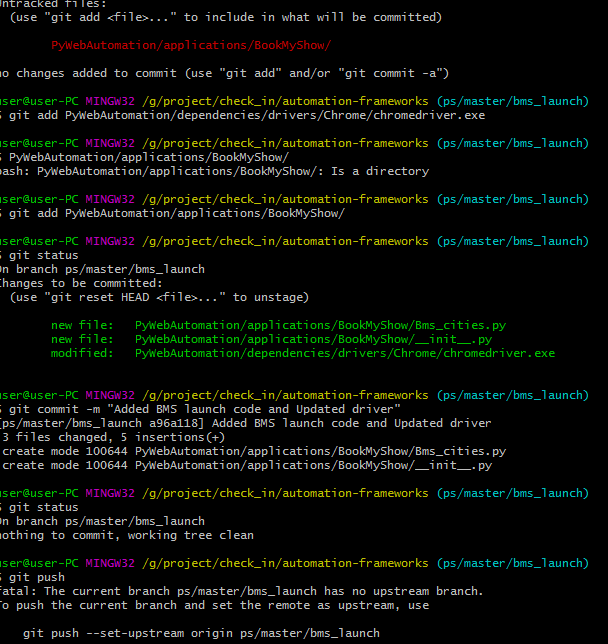 Untracked files:
(use "git add <file>..." to include in what will be committed)
PyWebAutomation/applications/BookMyShow/
no changes added to commit (use "git add" and/or "git commit -a")
user@user-PC MINGW32 /g/project/check_in/automation-frameworks (ps/master/bms_launch)
$ git add PyWebAutomation/dependencies/drivers/Chrome/chromedriver.exe
user@user-PC MINGW32 /g/project/check_in/automation-frameworks (ps/master/bms_launch)
$ PyWebAutomation/applications/BookMyShow/
bash: PyWebAutomation/applications/BookMyShow/: Is a directory
user@user-PC MINGW32 /g/project/check_in/automation-frameworks (ps/master/bms_launch)
$ git add PyWebAutomation/applications/BookMyShow/
user@user-PC MINGW32 /g/project/check_in/automation-frameworks (ps/master/bms_launch)
$ git status
On branch ps/master/bms_launch
Changes to be committed:
(use "git reset HEAD <file>..." to unstage)
new file: PyWebAutomation/applications/BookMyShow/Bms_cities.py
new file: PyWebAutomation/applications/BookMyShow/__init__.py
modified: PyWebAutomation/dependencies/drivers/Chrome/chromedriver.exe
user@user-PC MINGW32 /g/project/check_in/automation-frameworks (ps/master/bms_launch)
$ git commit -m "Added BMS launch code and Updated driver"
[ps/master/bms_launch a96a118] Added BMS launch code and Updated driver
3 files changed, 5 insertions(+)
create mode 100644 PyWebAutomation/applications/BookMyShow/Bms_cities.py
create mode 100644 PyWebAutomation/applications/BookMyShow/__init__.py
user@user-PC MINGW32 /g/project/check_in/automation-frameworks (ps/master/bms_launch)
$ git status
On branch ps/master/bms_launch
nothing to commit, working tree clean
user@user-PC MINGW32 /g/project/check_in/automation-frameworks (ps/master/bms_launch)
$ git push
fatal: The current branch ps/master/bms_launch has no upstream branch.
To push the current branch and set the remote as upstream, use
git push --set-upstream origin ps/master/bms_launch